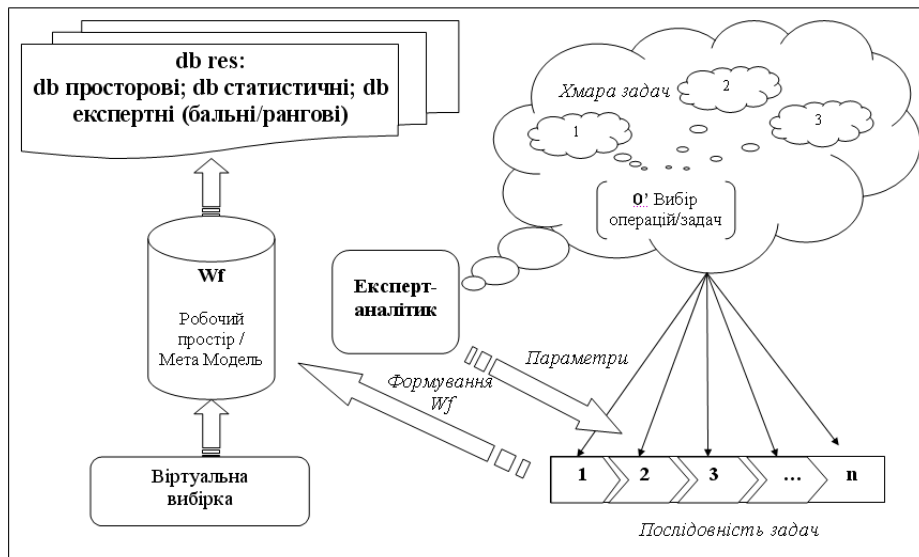 db res:
db просторові; db статистичні; db
експертні (бальні/рангові)
Хмара задач
1
2
3
0’ Вибір
операцій/задач
Wf
Робочий
простір /
Мета Модель
Експерт-
аналітик
Параметри
Формування
Wf
Віртуальна
вибірка
1 2 3 ... n
Послідовність задач